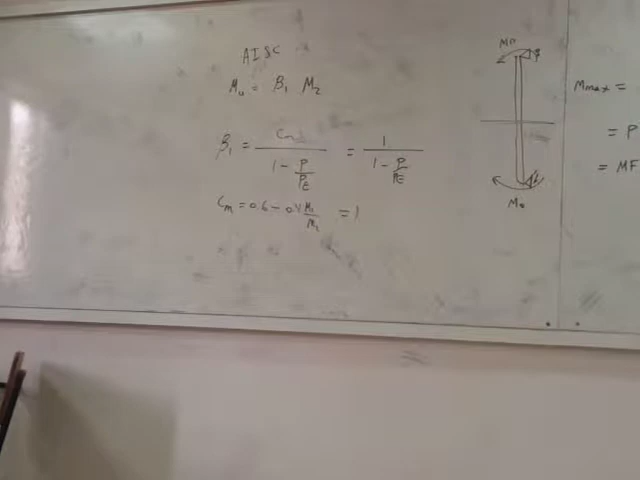 AISC
Mu = B1 M2
B1 = Cm / (1 - P/PE) = 1 / (1 - P/PE)
Cm = 0.6 - 0.4 M1/M2 = 1
Mo
Mo
Mmax =
= P
= MF